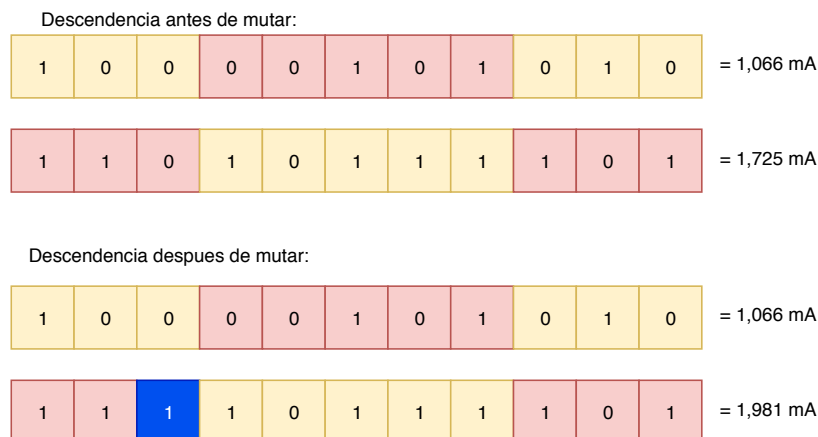 Descendencia antes de mutar:
1 0 0 0 0 1 0 1 0 1 0 = 1,066 mA
1 1 0 1 0 1 1 1 1 0 1 = 1,725 mA
Descendencia despues de mutar:
1 0 0 0 0 1 0 1 0 1 0 = 1,066 mA
1 1 1 1 0 1 1 1 1 0 1 = 1,981 mA